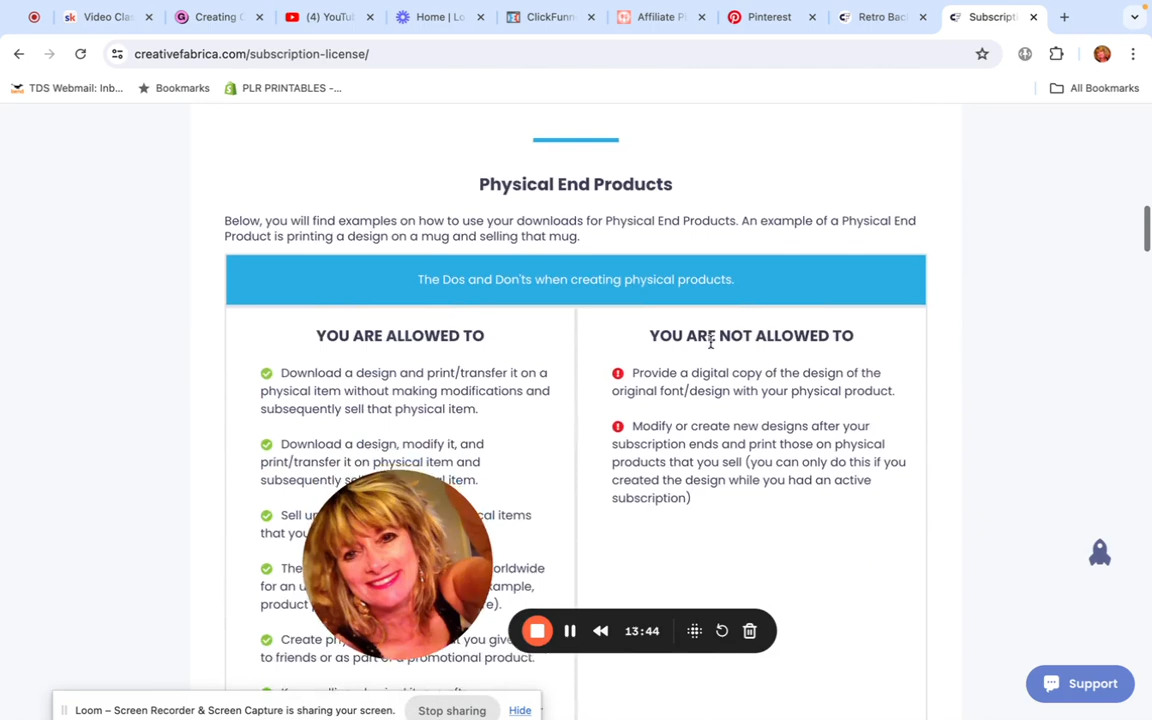 Video Clas
Creating C
(4) YouTu
Home | Lo
ClickFunn
Affiliate P
Pinterest
Retro Bac
Subscripti
creativefabrica.com/subscription-license/
TDS Webmail: Inb...
Bookmarks
PLR PRINTABLES -...
All Bookmarks
Physical End Products
Below, you will find examples on how to use your downloads for Physical End Products. An example of a Physical End
Product is printing a design on a mug and selling that mug.
The Dos and Don'ts when creating physical products.
YOU ARE ALLOWED TO
Download a design and print/transfer it on a
physical item without making modifications and
subsequently sell that physical item.
Download a design, modify it, and
print/transfer it on physical item and
subsequently se al item.
Sell u cal items
that you
The orldwide
for an u ample,
product e).
Create ph t you give
to friends or as part of a promotional product.
YOU ARE NOT ALLOWED TO
Provide a digital copy of the design of the
original font/design with your physical product.
Modify or create new designs after your
subscription ends and print those on physical
products that you sell (you can only do this if you
created the design while you had an active
subscription)
13:44
Support
Loom – Screen Recorder & Screen Capture is sharing your screen.
Stop sharing
Hide